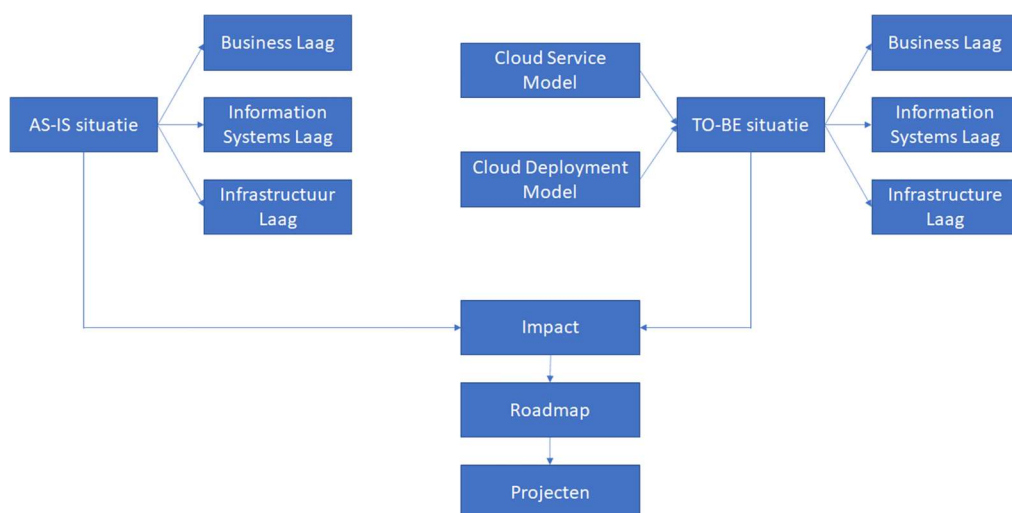 Business Laag
AS-IS situatie
Information
Systems Laag
Infrastructuur
Laag
Cloud Service
Model
Cloud Deployment
Model
TO-BE situatie
Business Laag
Information
Systems Laag
Infrastructure
Laag
Impact
Roadmap
Projecten